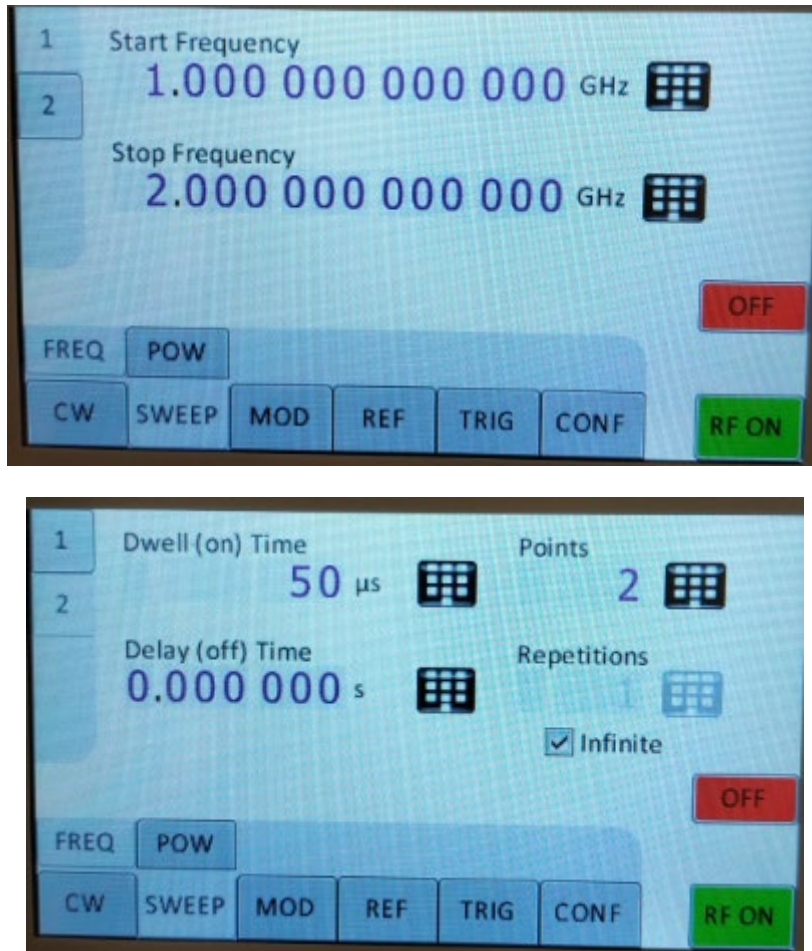 1
Start Frequency
1.000 000 000 000 GHz
2
Stop Frequency
2.000 000 000 000 GHz
OFF
FREQ POW
CW SWEEP MOD REF TRIG CONF RF ON
1
Dwell (on) Time Points
50 µs 2
2
Delay (off) Time Repetitions
0.000 000 s 1
Infinite
OFF
FREQ POW
CW SWEEP MOD REF TRIG CONF RF ON